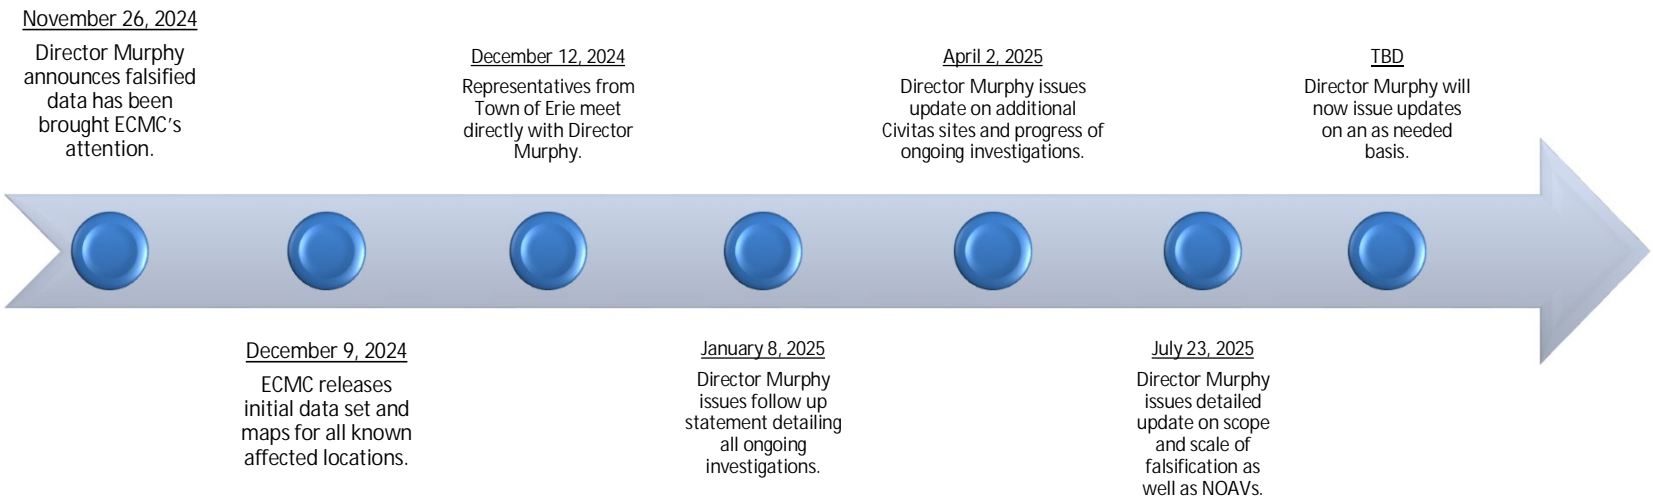 November 26, 2024
Director Murphy
announces falsified
data has been
brought ECMC's
attention.
December 9, 2024
ECMC releases
initial data set and
maps for all known
affected locations.
December 12, 2024
Representatives from
Town of Erie meet
directly with Director
Murphy.
January 8, 2025
Director Murphy
issues follow up
statement detailing
all ongoing
investigations.
April 2, 2025
Director Murphy issues
update on additional
Civitas sites and progress of
ongoing investigations.
July 23, 2025
Director Murphy
issues detailed
update on scope
and scale of
falsification as
well as NOAVs.
TBD
Director Murphy will
now issue updates
on an as needed
basis.